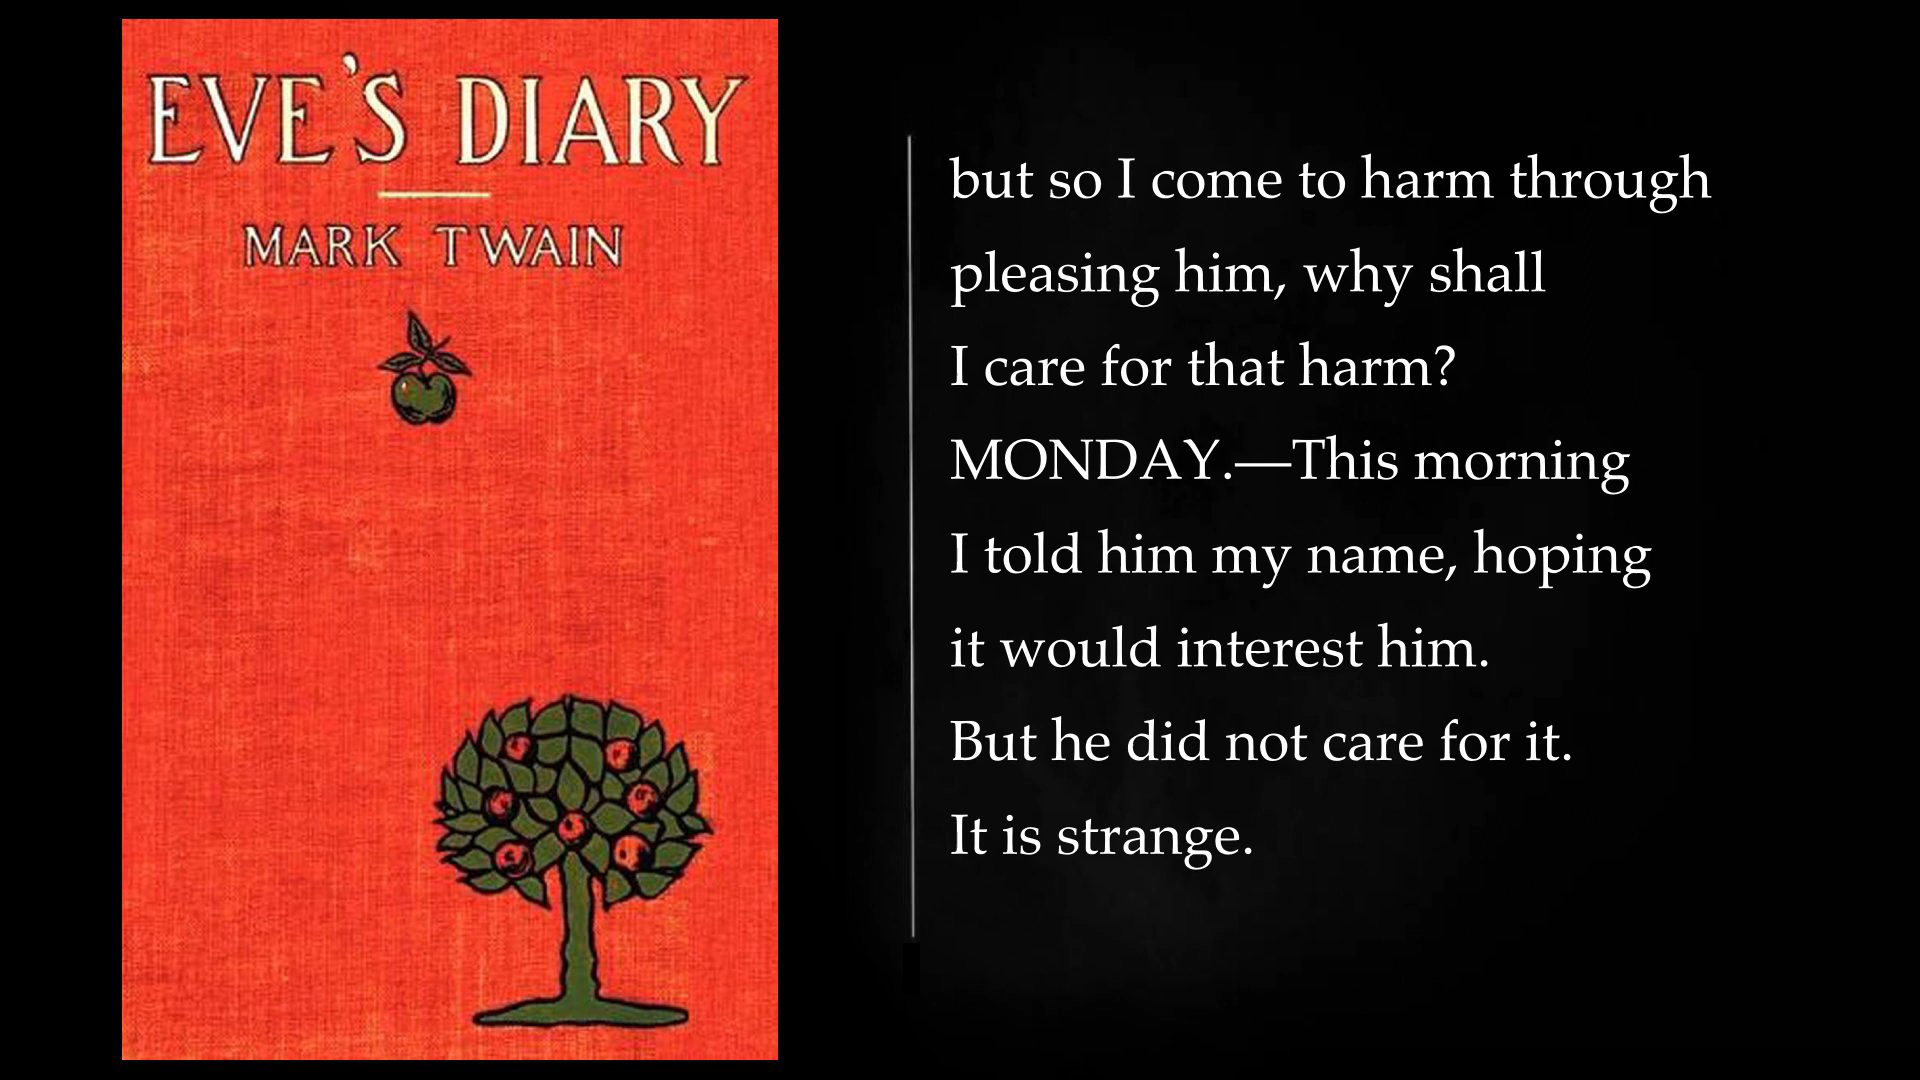 EVE'S DIARY
MARK TWAIN
but so I come to harm through
pleasing him, why shall
I care for that harm?
MONDAY.—This morning
I told him my name, hoping
it would interest him.
But he did not care for it.
It is strange.